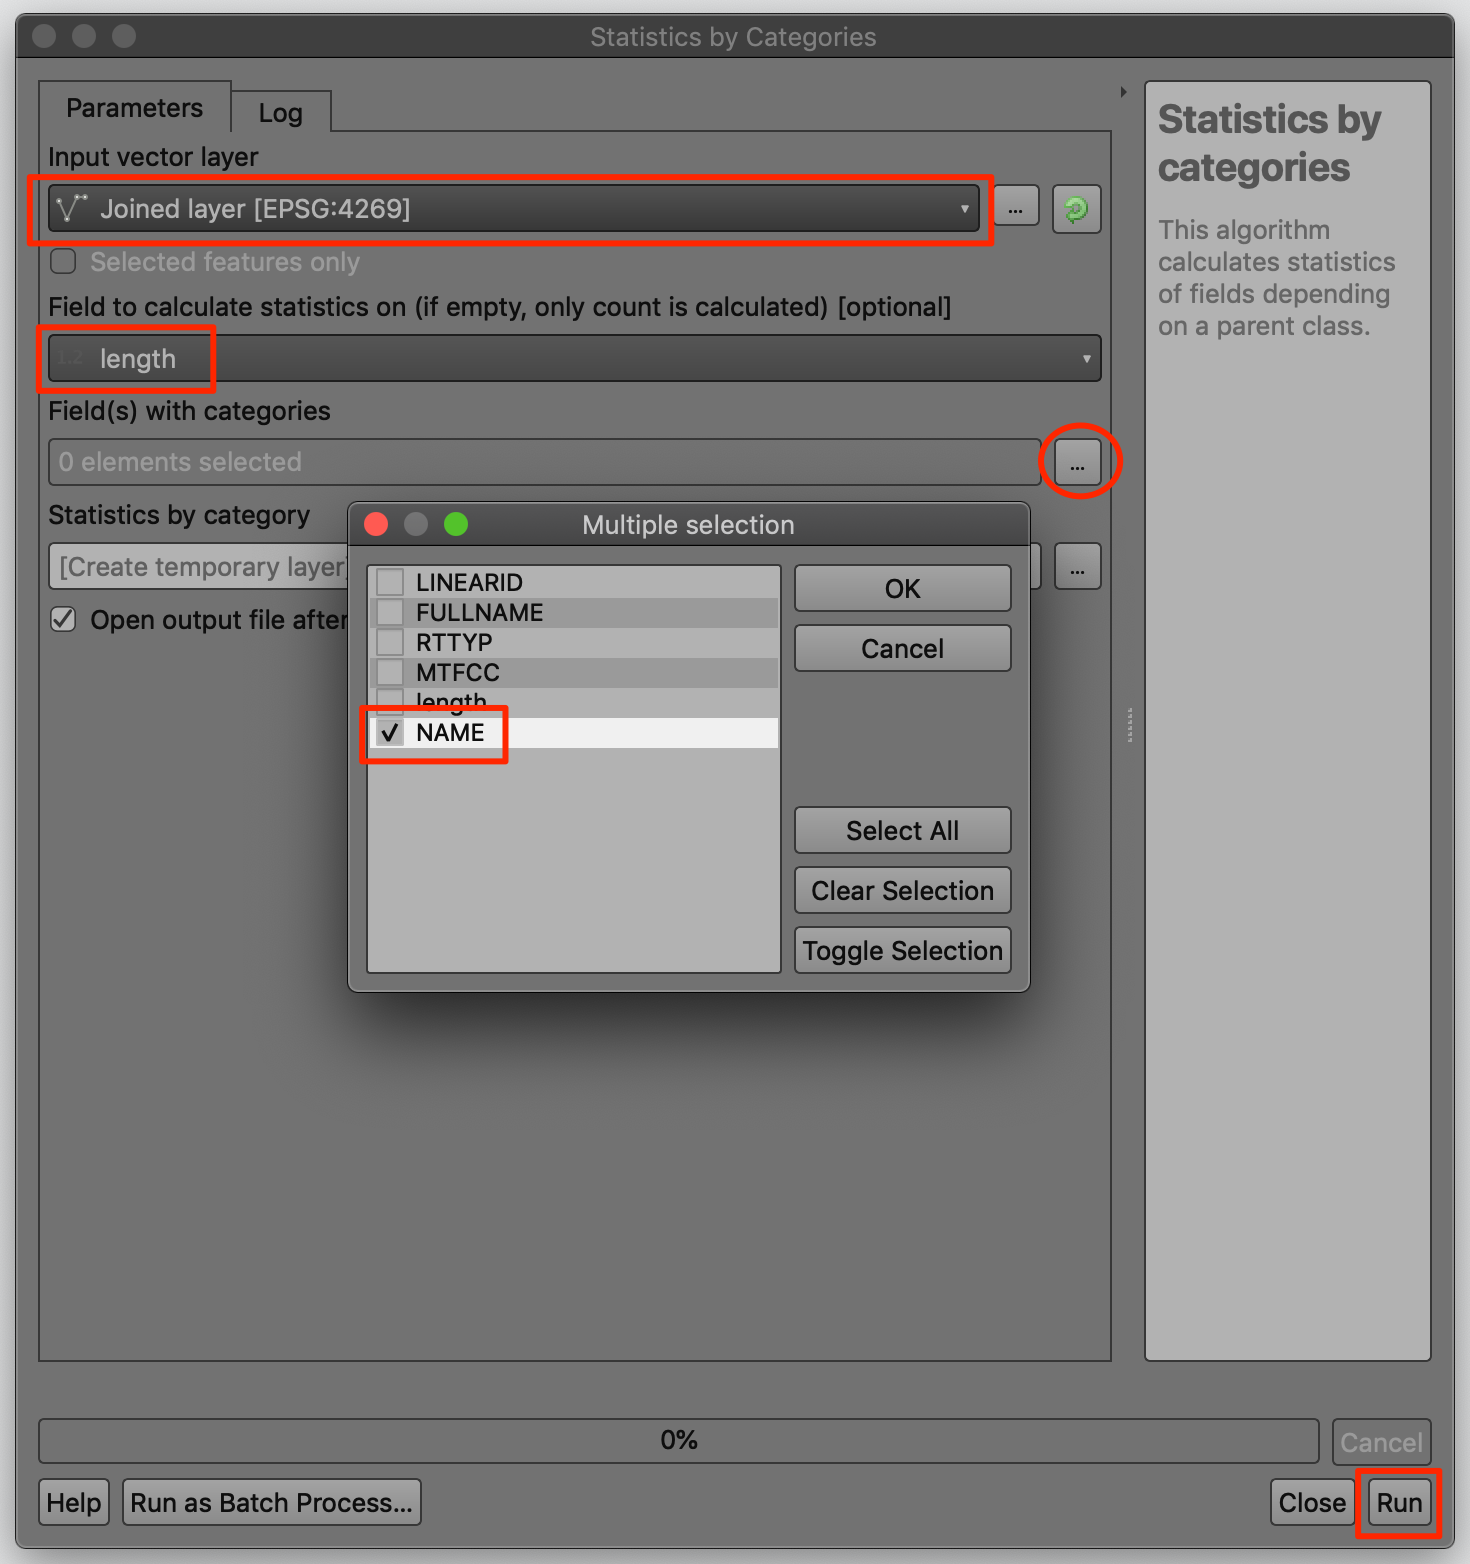 Statistics by Categories
Parameters
Log
Input vector layer
Joined layer [EPSG:4269]
...
Selected features only
Field to calculate statistics on (if empty, only count is calculated) [optional]
1.2 length
Field(s) with categories
0 elements selected
...
Statistics by category
[Create temporary layer]
...
Open output file after
Multiple selection
LINEARID
FULLNAME
RTTYP
MTFCC
length
NAME
OK
Cancel
Select All
Clear Selection
Toggle Selection
Statistics by
categories
This algorithm
calculates statistics
of fields depending
on a parent class.
0%
Cancel
Help
Run as Batch Process...
Close
Run